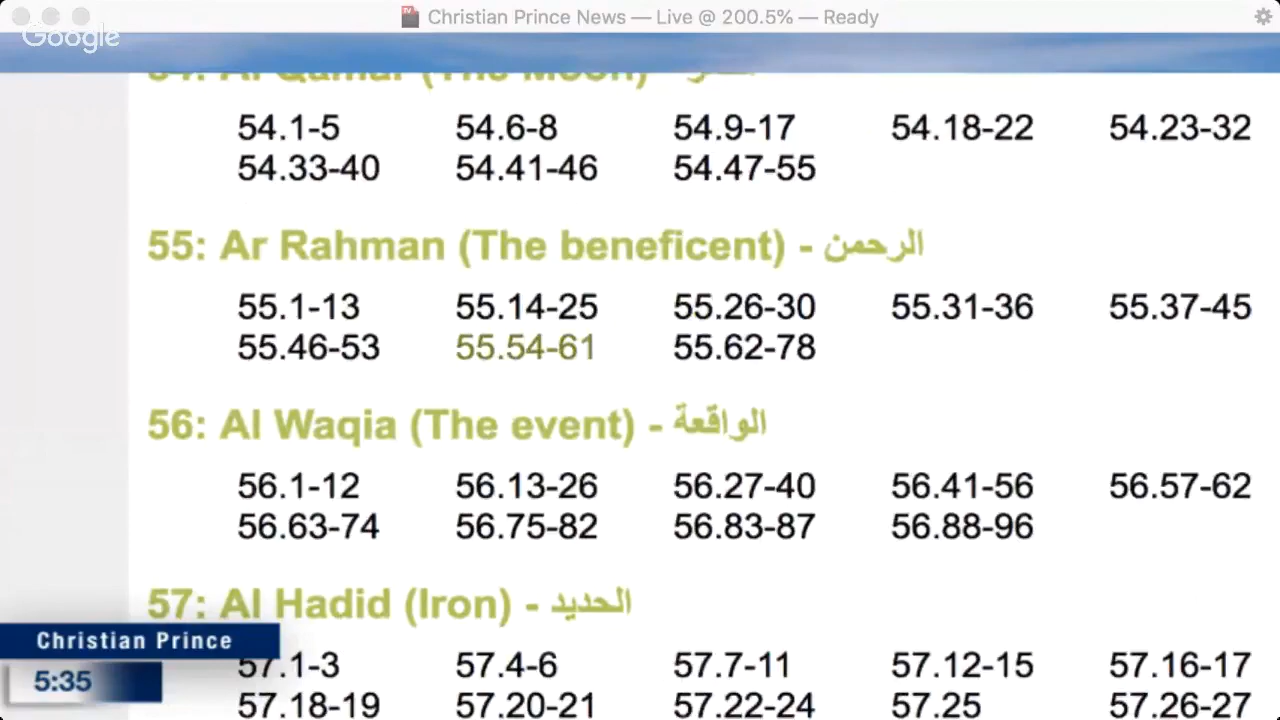 Christian Prince News — Live @ 200.5% — Ready
Google
54: Al Qamar (The Moon) -
54.1-5 54.6-8 54.9-17 54.18-22 54.23-32
54.33-40 54.41-46 54.47-55
55: Ar Rahman (The beneficent) - الرحمن
55.1-13 55.14-25 55.26-30 55.31-36 55.37-45
55.46-53 55.54-61 55.62-78
56: Al Waqia (The event) - الواقعة
56.1-12 56.13-26 56.27-40 56.41-56 56.57-62
56.63-74 56.75-82 56.83-87 56.88-96
57: Al Hadid (Iron) - الحديد
57.1-3 57.4-6 57.7-11 57.12-15 57.16-17
57.18-19 57.20-21 57.22-24 57.25 57.26-27
Christian Prince
5:35